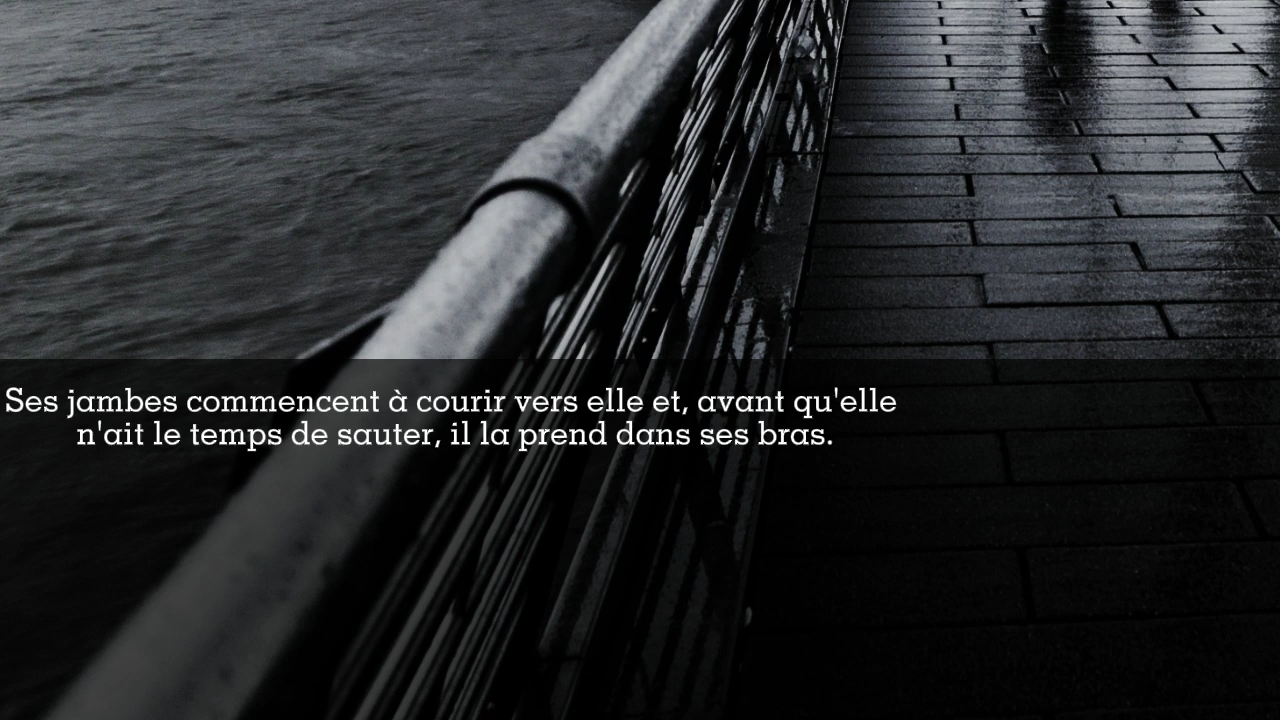 Ses jambes commencent à courir vers elle et, avant qu'elle
n'ait le temps de sauter, il la prend dans ses bras.